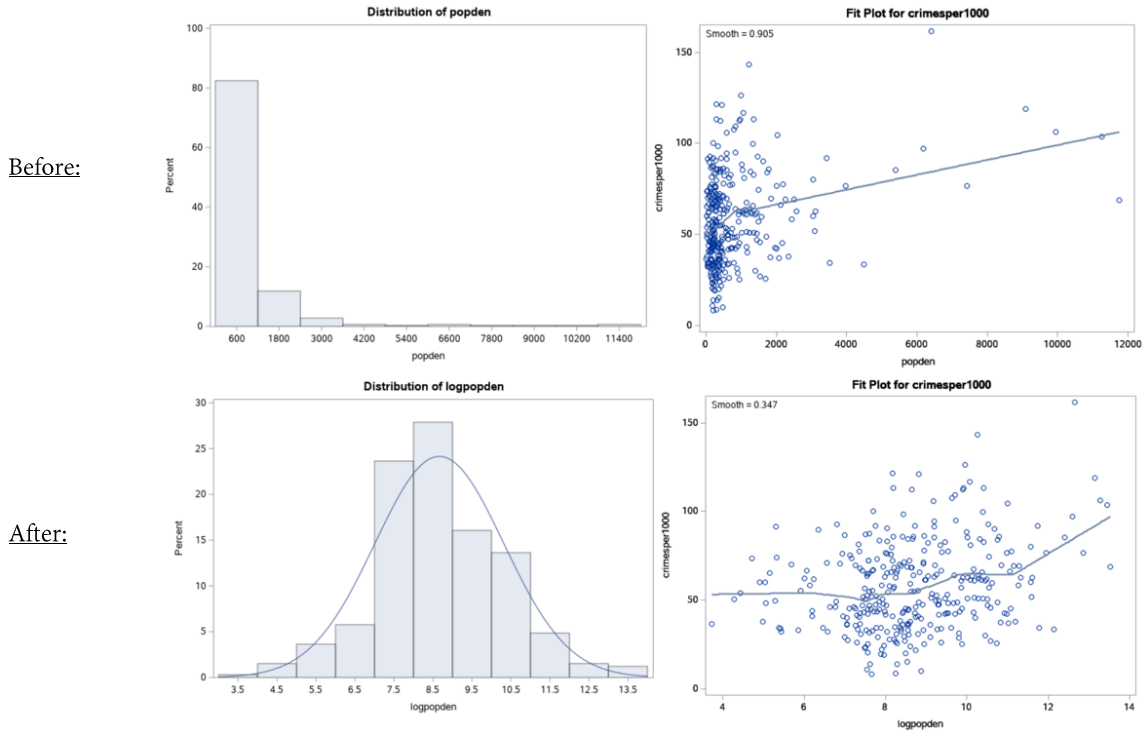 Before:
Distribution of popden
100
80
60
40
20
0
Percent
600 1800 3000 4200 5400 6600 7800 9000 10200 11400
popden
Fit Plot for crimesper1000
Smooth = 0.905
150
100
50
0
crimesper1000
0 2000 4000 6000 8000 10000 12000
popden
After:
Distribution of logpopden
30
25
20
15
10
5
0
Percent
3.5 4.5 5.5 6.5 7.5 8.5 9.5 10.5 11.5 12.5 13.5
logpopden
Fit Plot for crimesper1000
Smooth = 0.347
150
100
50
0
crimesper1000
4 6 8 10 12 14
logpopden